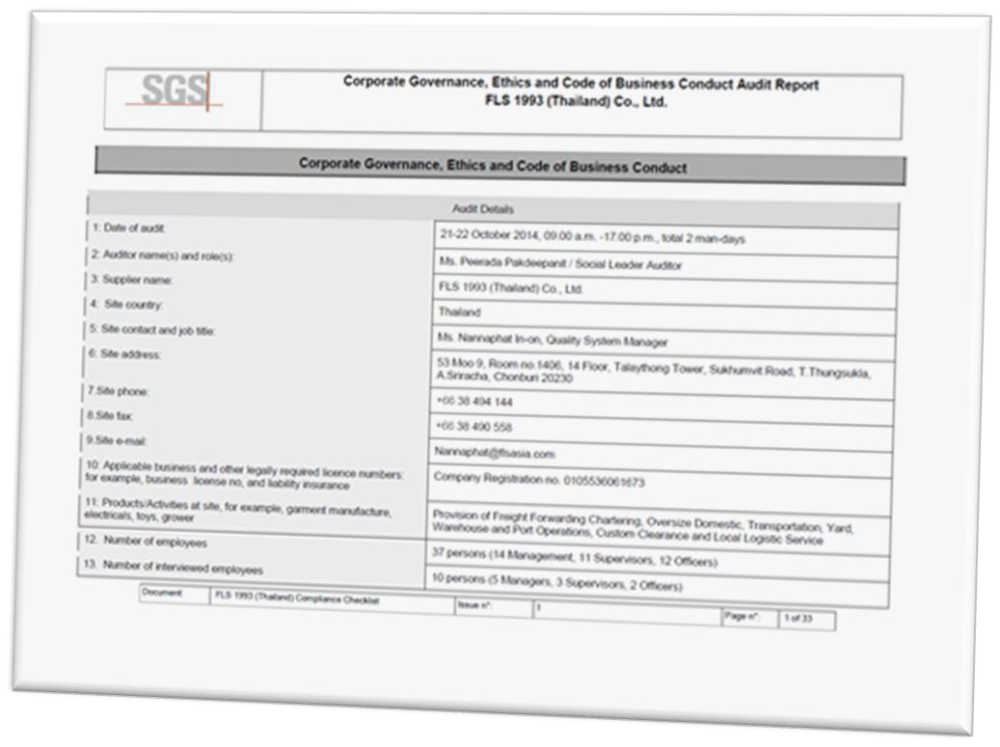 SGS
Corporate Governance, Ethics and Code of Business Conduct Audit Report
FLS 1993 (Thailand) Co., Ltd.
Corporate Governance, Ethics and Code of Business Conduct
Audit Details
1: Date of audit:
21-22 October 2014, 09.00 a.m. -17.00 p.m., total 2 man-days
2: Auditor name(s) and role(s):
Ms. Peerada Pakdeepanit / Social Leader Auditor
3: Supplier name:
FLS 1993 (Thailand) Co., Ltd.
4: Site country:
Thailand
5: Site contact and job title:
Ms. Nannaphat In-on, Quality System Manager
6: Site address:
53 Moo 9, Room no.1406, 14 Floor, Talaythong Tower, Sukhumvit Road, T.Thungsukla,
A.Sriracha, Chonburi 20230
7.Site phone:
+66 38 494 144
8.Site fax:
+66 38 490 558
9.Site e-mail:
Nannaphat@flsasia.com
10: Applicable business and other legally required licence numbers:
for example, business license no, and liability insurance
Company Registration no. 0105536061673
11: Products/Activities at site, for example, garment manufacture,
electricals, toys, grower
Provision of Freight Forwarding Chartering, Oversize Domestic, Transportation, Yard,
Warehouse and Port Operations, Custom Clearance and Local Logistic Service
12. Number of employees
37 persons (14 Management, 11 Supervisors, 12 Officers)
13. Number of interviewed employees
10 persons (5 Managers, 3 Supervisors, 2 Officers)
Document: FLS 1993 (Thailand) Compliance Checklist Issue n°: 1 Page n°: 1 of 33